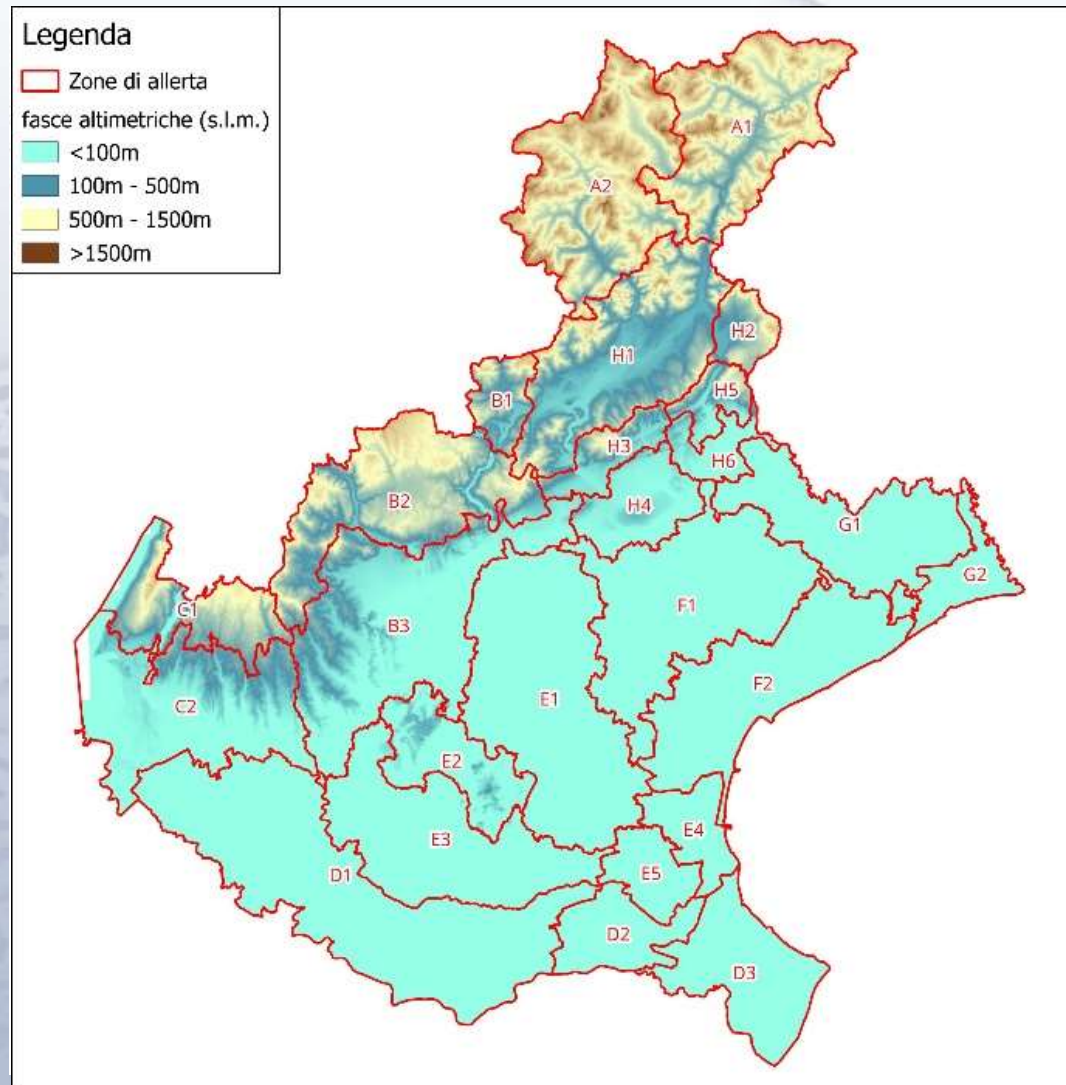 Legenda
Zone di allerta
fasce altimetriche (s.l.m.)
<100m
100m - 500m
500m - 1500m
>1500m
A1
A2
H2
H1
H5
B1
H3
H6
B2
H4
G1
G2
C1
F1
B3
F2
C2
E1
E2
E4
E3
D1
E5
D2
D3